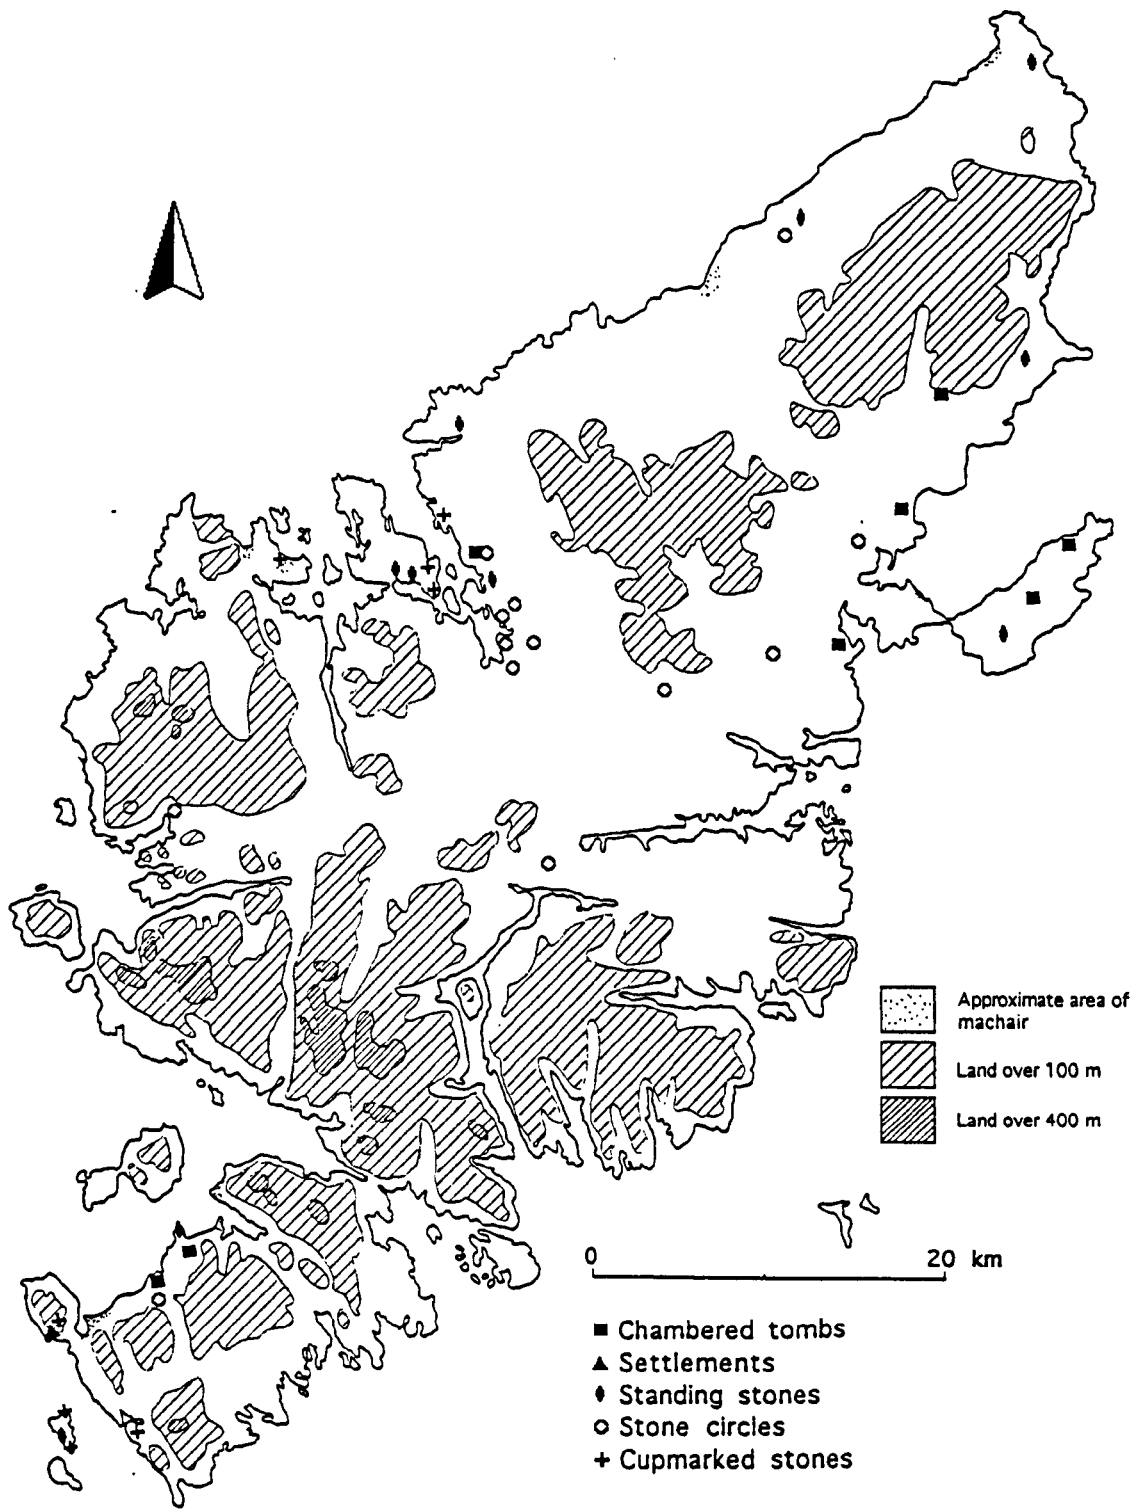 Approximate area of
machair
Land over 100 m
Land over 400 m
0 20 km
Chambered tombs
Settlements
Standing stones
Stone circles
Cupmarked stones